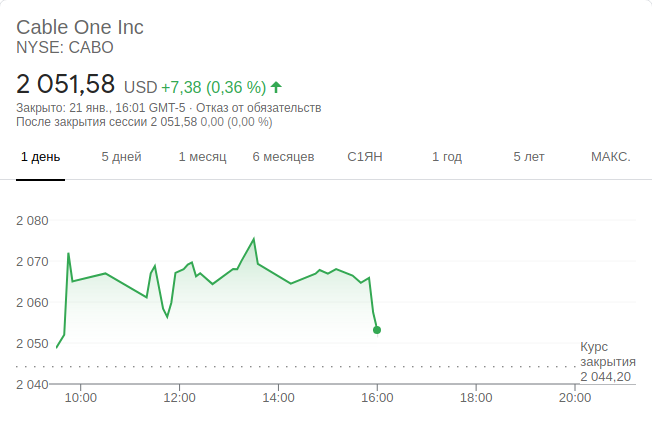 Cable One Inc
NYSE: CABO
2 051,58 USD +7,38 (0,36 %)
Закрыто: 21 янв., 16:01 GMT-5 · Отказ от обязательств
После закрытия сессии 2 051,58 0,00 (0,00 %)
1 день 5 дней 1 месяц 6 месяцев С1ЯН 1 год 5 лет МАКС.
2 080
2 070
2 060
2 050
2 040
Курс
закрытия
2 044,20
10:00 12:00 14:00 16:00 18:00 20:00